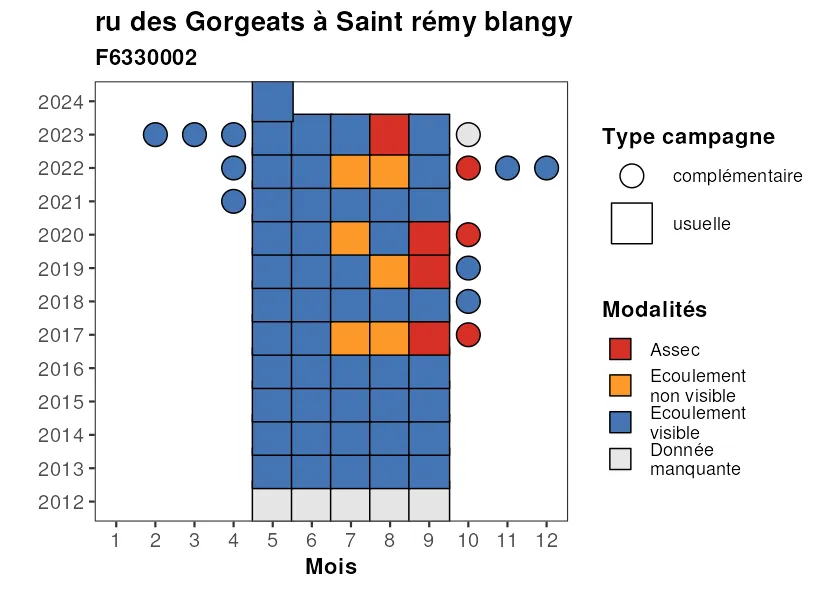 ru des Gorgeats à Saint rémy blangy
F6330002
2024
2023
2022
2021
2020
2019
2018
2017
2016
2015
2014
2013
2012
1 2 3 4 5 6 7 8 9 10 11 12
Mois
Type campagne
complémentaire
usuelle
Modalités
Assec
Ecoulement
non visible
Ecoulement
visible
Donnée
manquante